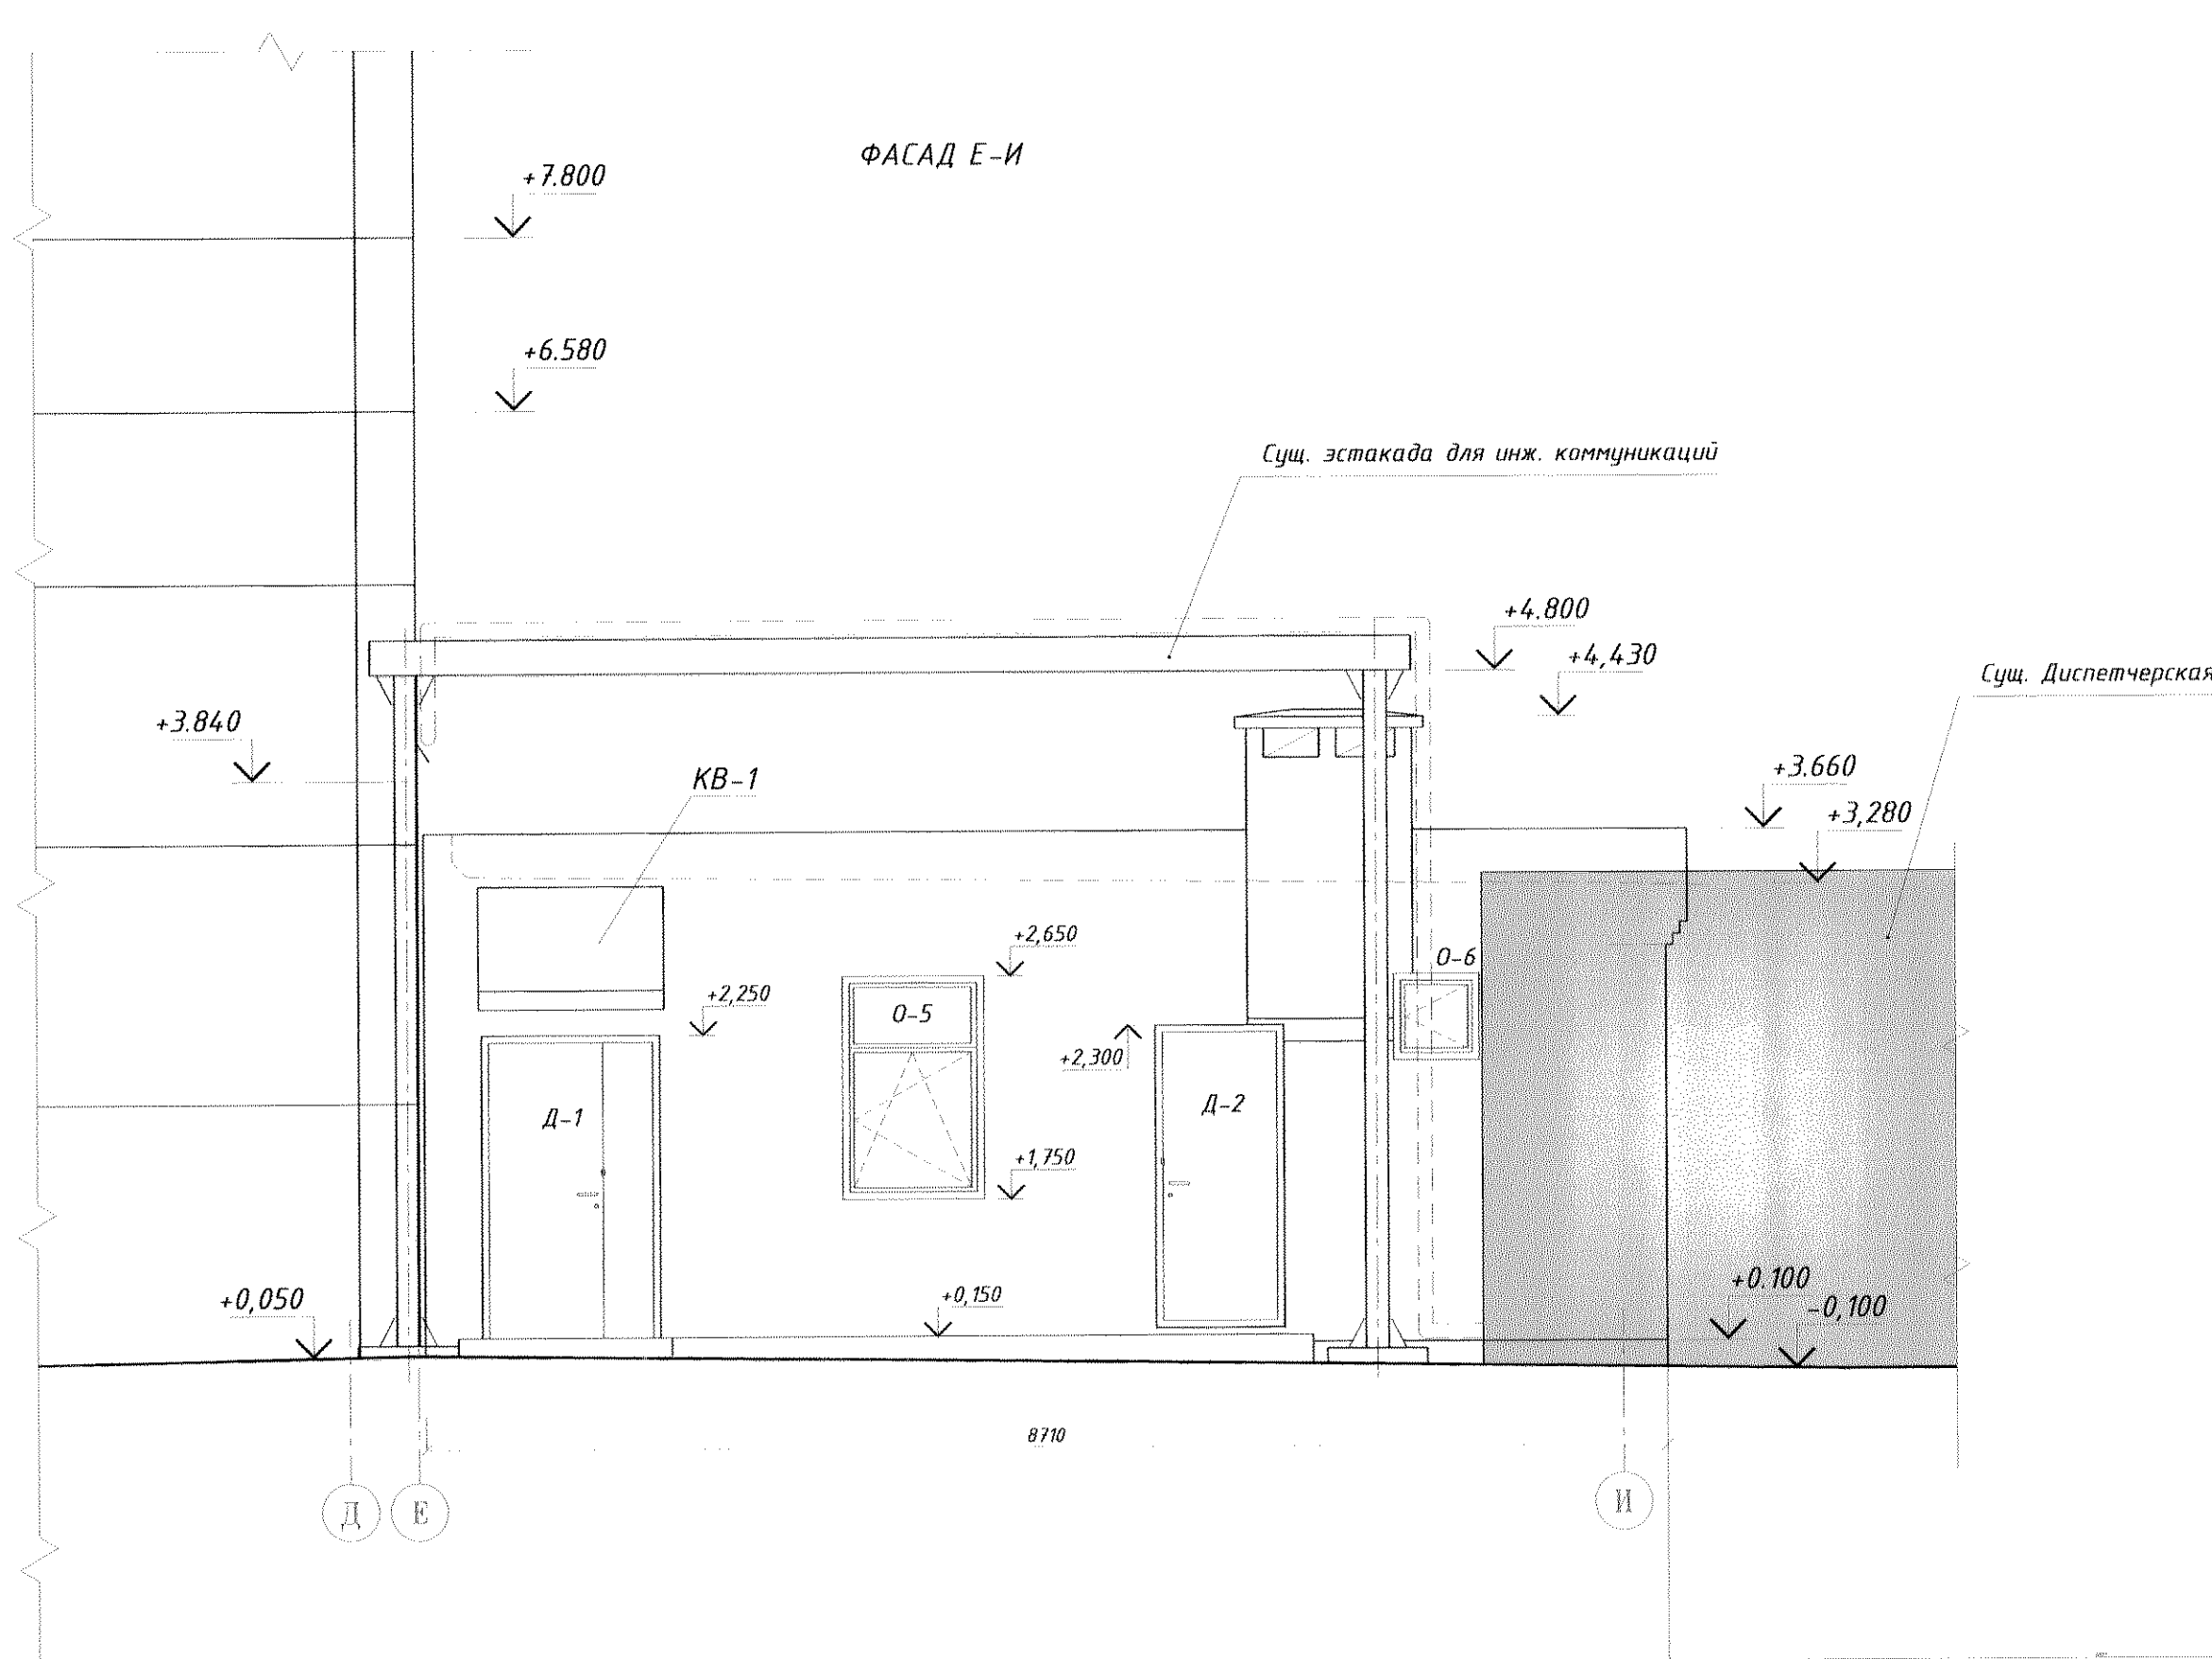 ФАСАД Е-И
+7.800
+6.580
Сущ. эстакада для инж. коммуникаций
+4.800
+4,430
Сущ. Диспетчерская
+3.840
КВ-1
+3.660
+3,280
+2,650
О-6
+2,250
О-5
+2,300
Д-1
Д-2
+1,750
+0,050
+0,150
+0.100
-0,100
8710
Д
Е
И